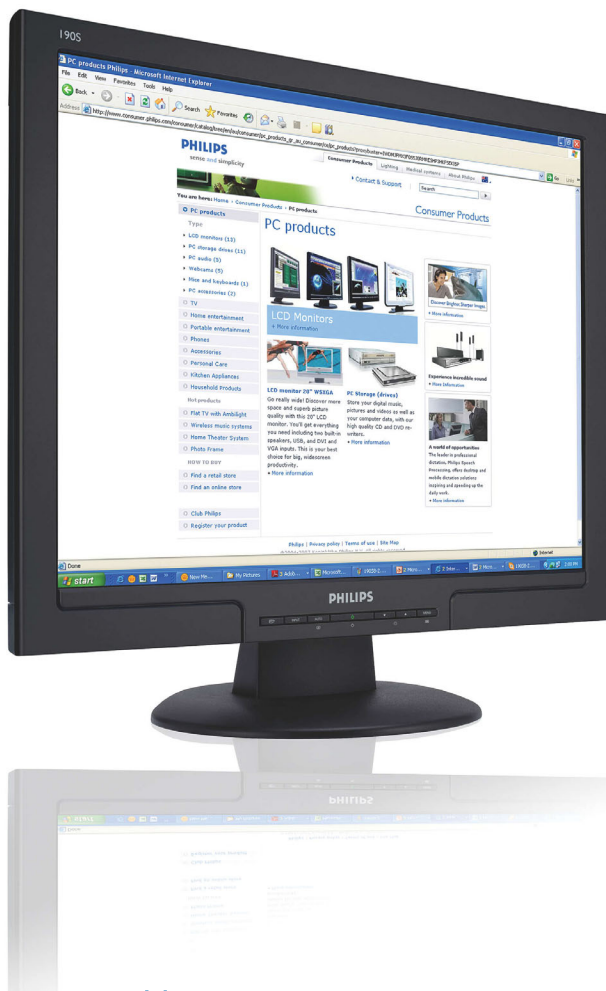 190S
PC products Philips - Microsoft Internet Explorer
File Edit View Favorites Tools Help
Back Search Favorites
Address
Go Links
PHILIPS
sense and simplicity
Consumer Products Lighting Medical systems About Philips
Contact & Support Search
You are here: Home › Consumer Products › PC products
Consumer Products
PC products
Type
LCD monitors (13)
PC storage drives (11)
PC audio (5)
Webcams (5)
Mice and keyboards (1)
PC accessories (2)
TV
Home entertainment
Portable entertainment
Phones
Accessories
Personal Care
Kitchen Appliances
Household Products
Hot products
Flat TV with Ambilight
Wireless music systems
Home Theater System
Photo Frame
HOW TO BUY
Find a retail store
Find an online store
Club Philips
Register your product
PC products
LCD Monitors
More information
LCD monitor 20" WSXGA
Go really wide! Discover more
space and superb picture
quality with this 20" LCD
monitor. You'll get everything
you need including two built-in
speakers, USB, and DVI and
VGA inputs. This is your best
choice for big, widescreen
productivity.
More information
PC Storage (drives)
Store your digital music,
pictures and videos as well as
your computer data, with our
high quality CD and DVD re-
writers.
More information
More information
Experience incredible sound
More information
A world of opportunities
The leader in professional
dictation, Philips Speech
Processing, offers desktop and
mobile dictation solutions
inspiring and speeding up the
daily work.
More information
Philips | Privacy policy | Terms of use | Site Map
Done
Internet
start
My Pictures
PHILIPS